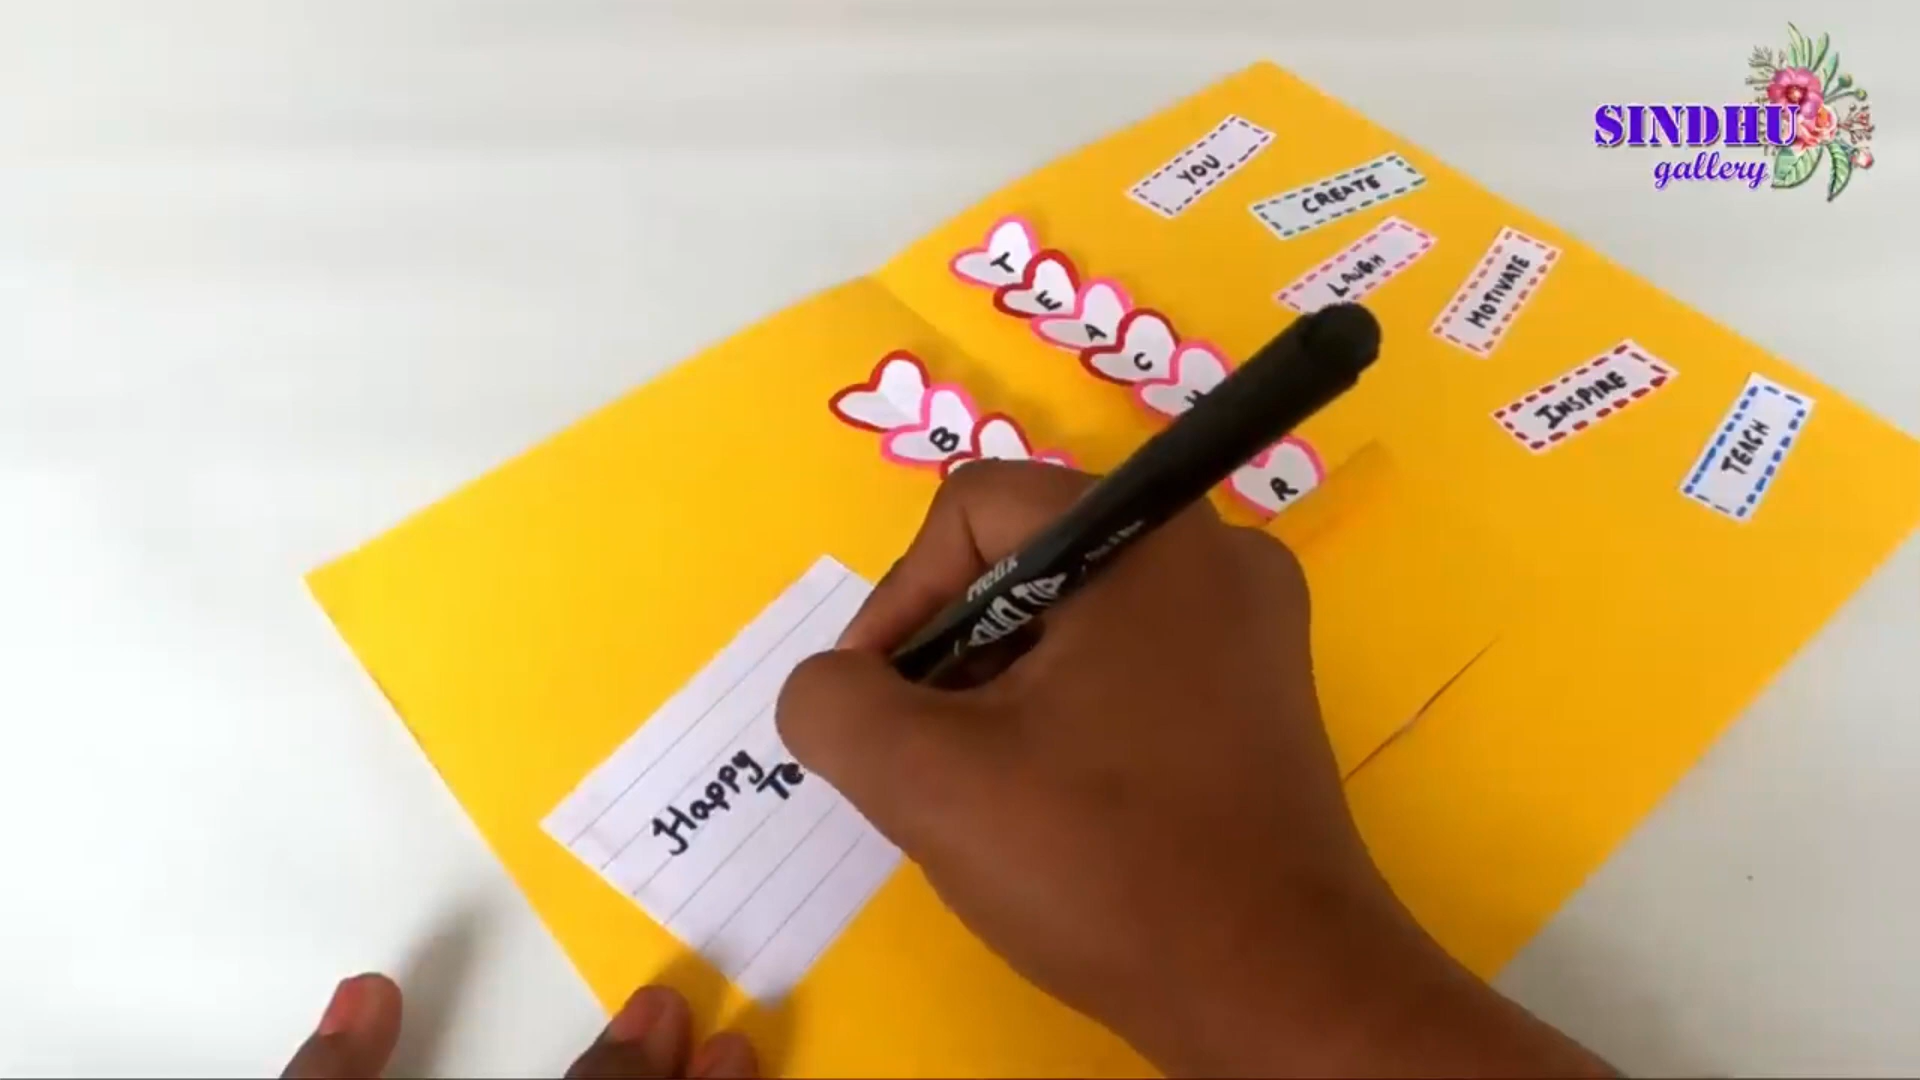 SINDHU
gallery
YOU
CREATE
LAUGH
MOTIVATE
INSPIRE
TEACH
T
E
A
C
R
B
Happy
Te